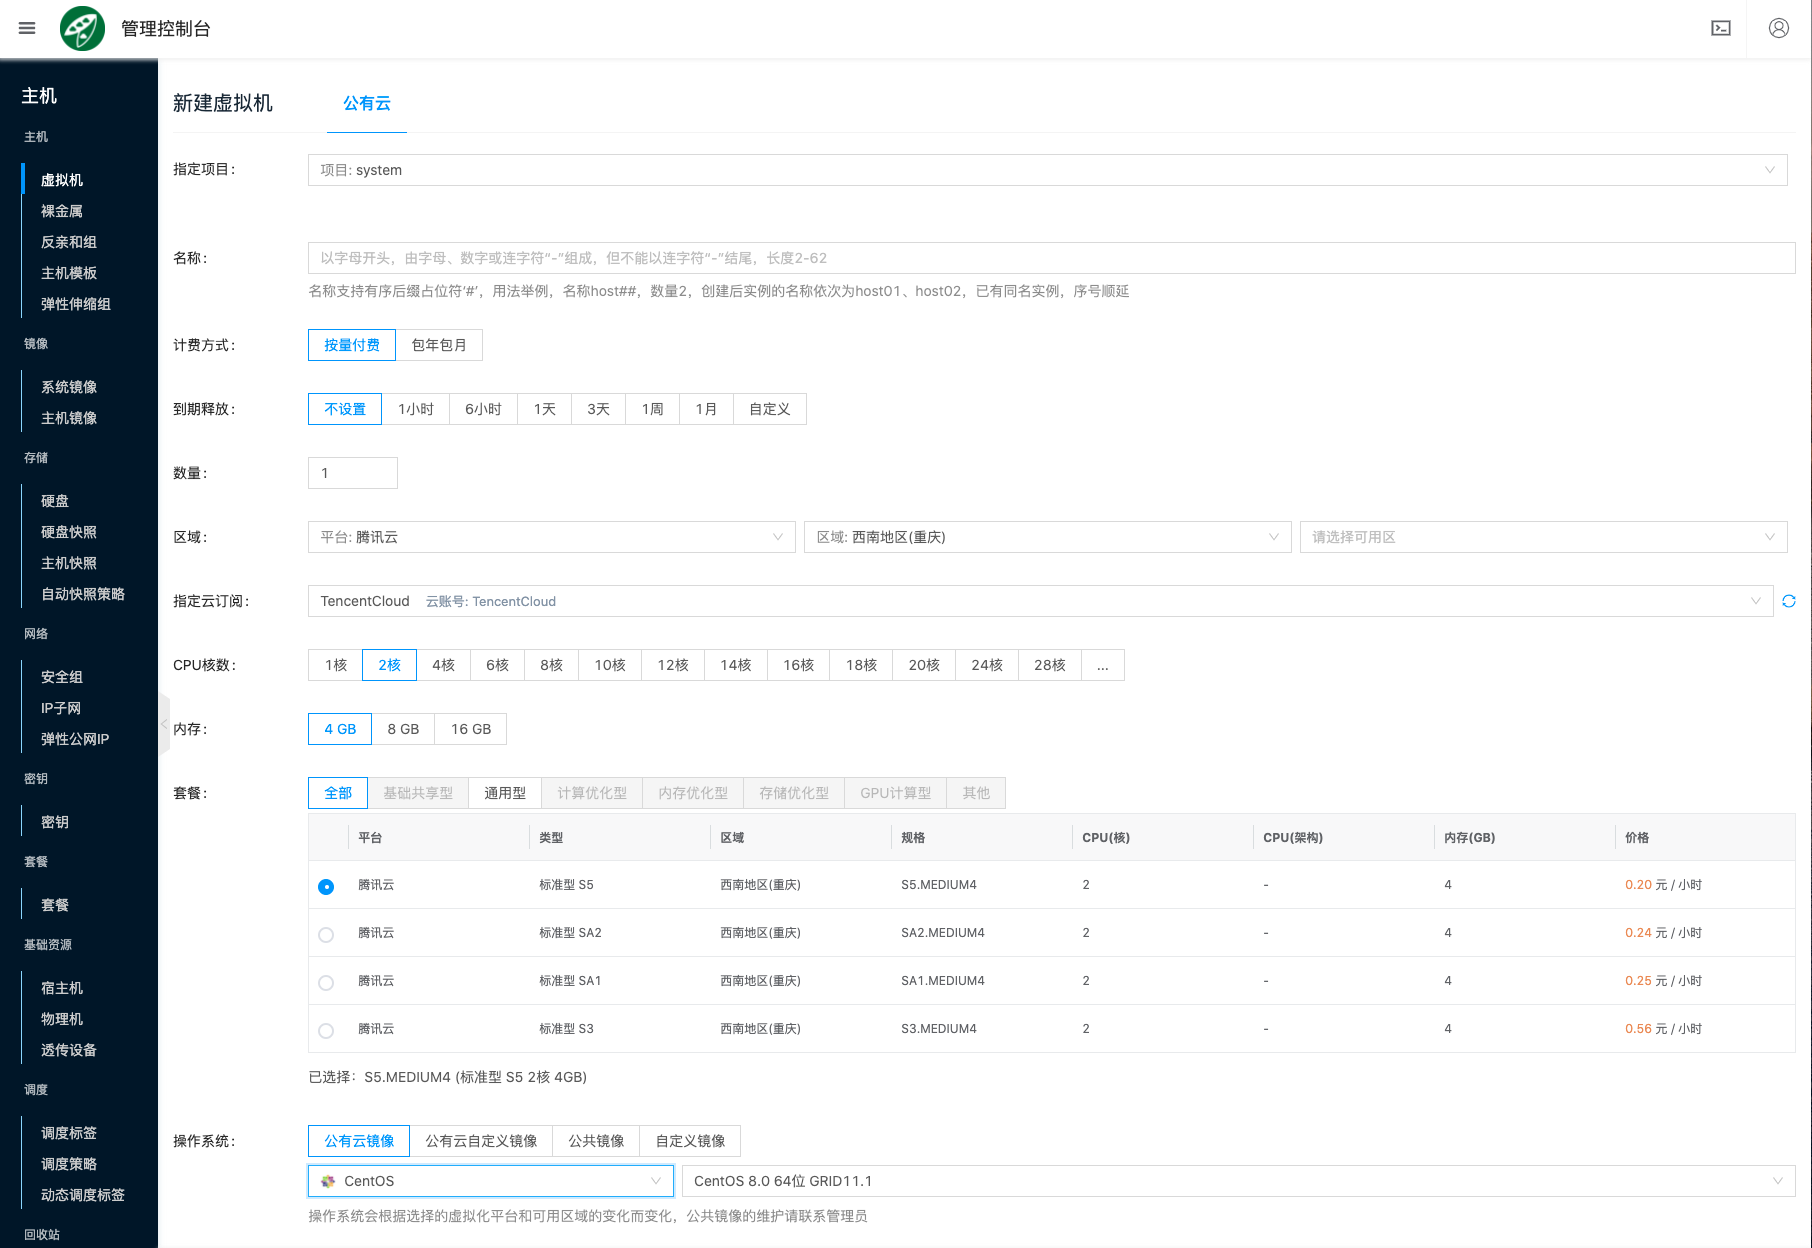 管理控制台
主机
主机
虚拟机
裸金属
反亲和组
主机模板
弹性伸缩组
镜像
系统镜像
主机镜像
存储
硬盘
硬盘快照
主机快照
自动快照策略
网络
安全组
IP子网
弹性公网IP
密钥
密钥
套餐
套餐
基础资源
宿主机
物理机
透传设备
调度
调度标签
调度策略
动态调度标签
回收站
新建虚拟机 公有云
指定项目： 项目: system
名称： 以字母开头，由字母、数字或连字符“-”组成，但不能以连字符“-”结尾，长度2-62
名称支持有序后缀占位符‘#’，用法举例，名称host##，数量2，创建后实例的名称依次为host01、host02，已有同名实例，序号顺延
计费方式： 按量付费 包年包月
到期释放： 不设置 1小时 6小时 1天 3天 1周 1月 自定义
数量： 1
区域： 平台: 腾讯云 区域: 西南地区(重庆) 请选择可用区
指定云订阅： TencentCloud 云账号: TencentCloud
CPU核数： 1核 2核 4核 6核 8核 10核 12核 14核 16核 18核 20核 24核 28核 ...
内存： 4 GB 8 GB 16 GB
套餐： 全部 基础共享型 通用型 计算优化型 内存优化型 存储优化型 GPU计算型 其他
平台 类型 区域 规格 CPU(核) CPU(架构) 内存(GB) 价格
腾讯云 标准型 S5 西南地区(重庆) S5.MEDIUM4 2 - 4 0.20 元 / 小时
腾讯云 标准型 SA2 西南地区(重庆) SA2.MEDIUM4 2 - 4 0.24 元 / 小时
腾讯云 标准型 SA1 西南地区(重庆) SA1.MEDIUM4 2 - 4 0.25 元 / 小时
腾讯云 标准型 S3 西南地区(重庆) S3.MEDIUM4 2 - 4 0.56 元 / 小时
已选择： S5.MEDIUM4 (标准型 S5 2核 4GB)
操作系统： 公有云镜像 公有云自定义镜像 公共镜像 自定义镜像
CentOS CentOS 8.0 64位 GRID11.1
操作系统会根据选择的虚拟化平台和可用区域的变化而变化，公共镜像的维护请联系管理员